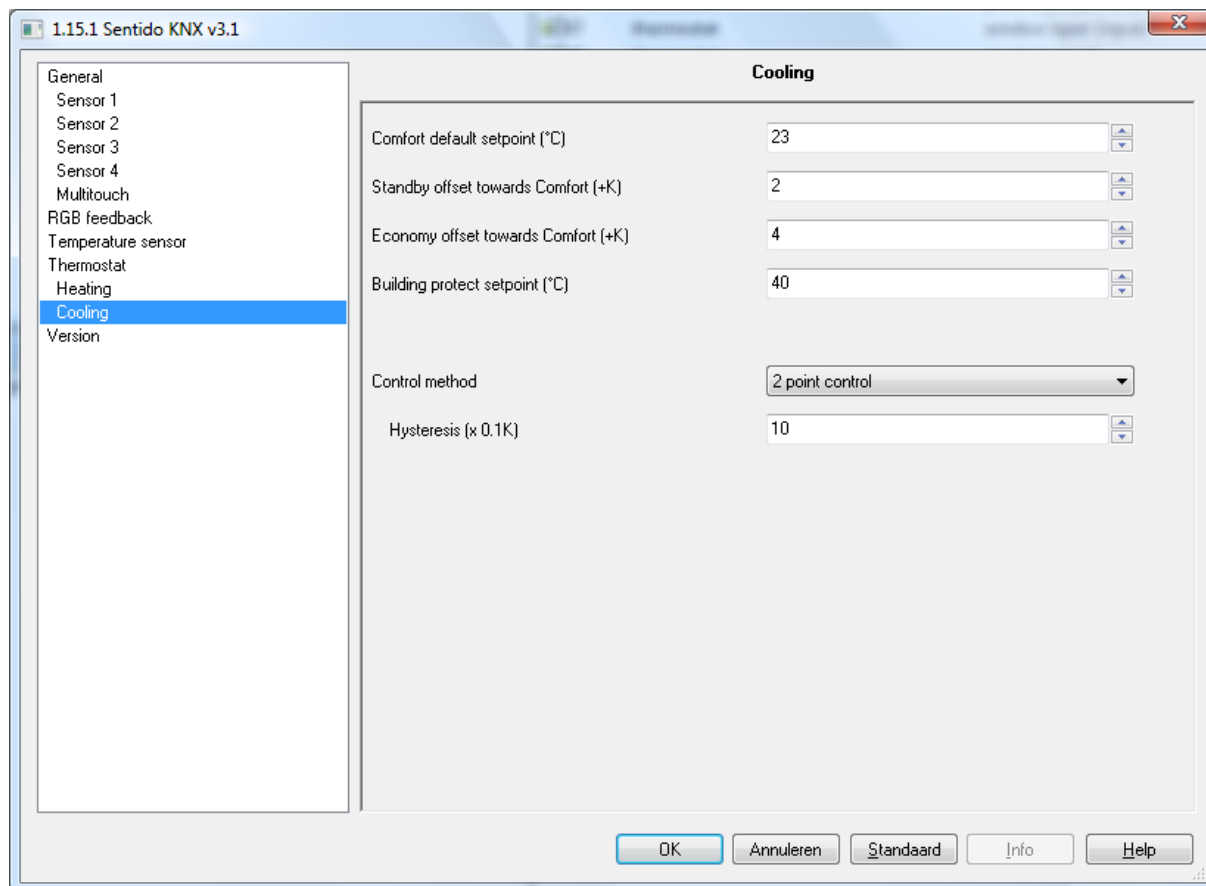 1.15.1 Sentido KNX v3.1
thermostat
General
Sensor 1
Sensor 2
Sensor 3
Sensor 4
Multitouch
RGB feedback
Temperature sensor
Thermostat
Heating
Cooling
Version
Cooling
Comfort default setpoint (°C) 23
Standby offset towards Comfort (+K) 2
Economy offset towards Comfort (+K) 4
Building protect setpoint (°C) 40
Control method 2 point control
Hysteresis (x 0.1K) 10
OK Annuleren Standaard Info Help